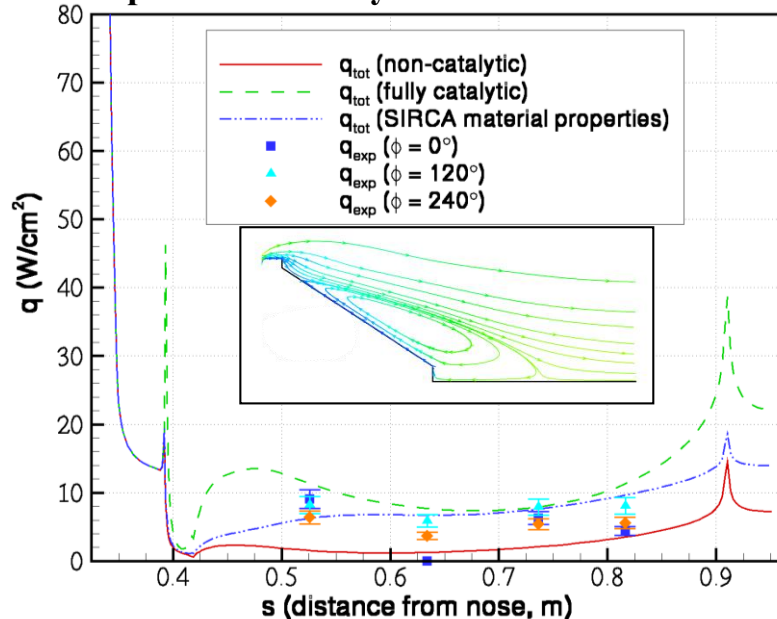 80
70
60
50
40
30
20
10
0
q (W/cm²)
q_tot (non-catalytic)
q_tot (fully catalytic)
q_tot (SIRCA material properties)
q_exp (ϕ = 0°)
q_exp (ϕ = 120°)
q_exp (ϕ = 240°)
0.4 0.5 0.6 0.7 0.8 0.9
s (distance from nose, m)